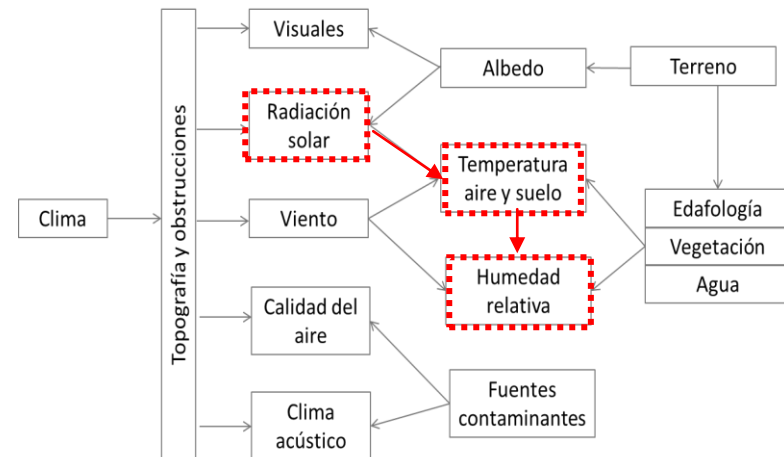 Clima
Topografía y obstrucciones
Visuales
Radiación
solar
Viento
Calidad del
aire
Clima
acústico
Albedo
Temperatura
aire y suelo
Humedad
relativa
Fuentes
contaminantes
Terreno
Edafología
Vegetación
Agua